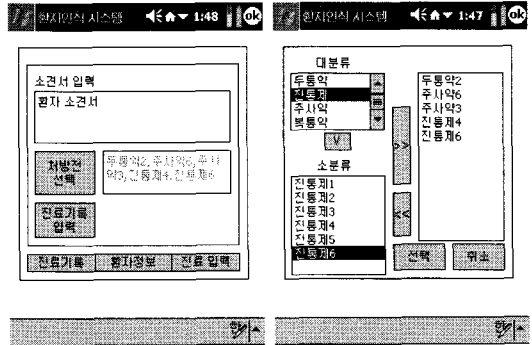 환자인식 시스템 1:48 ok
소견서 입력
환자 소견서
처방전
선택
두통약2,주사약6,주사
약3,진통제4,진통제6
진료기록
입력
진료기록 환자정보 진료 입력
환자인식 시스템 1:47 ok
대분류
두통약
진통제
주사약
복통약
V
소분류
진통제1
진통제2
진통제3
진통제4
진통제5
진통제6
>>
<<
두통약2
주사약6
주사약3
진통제4
진통제6
선택 취소